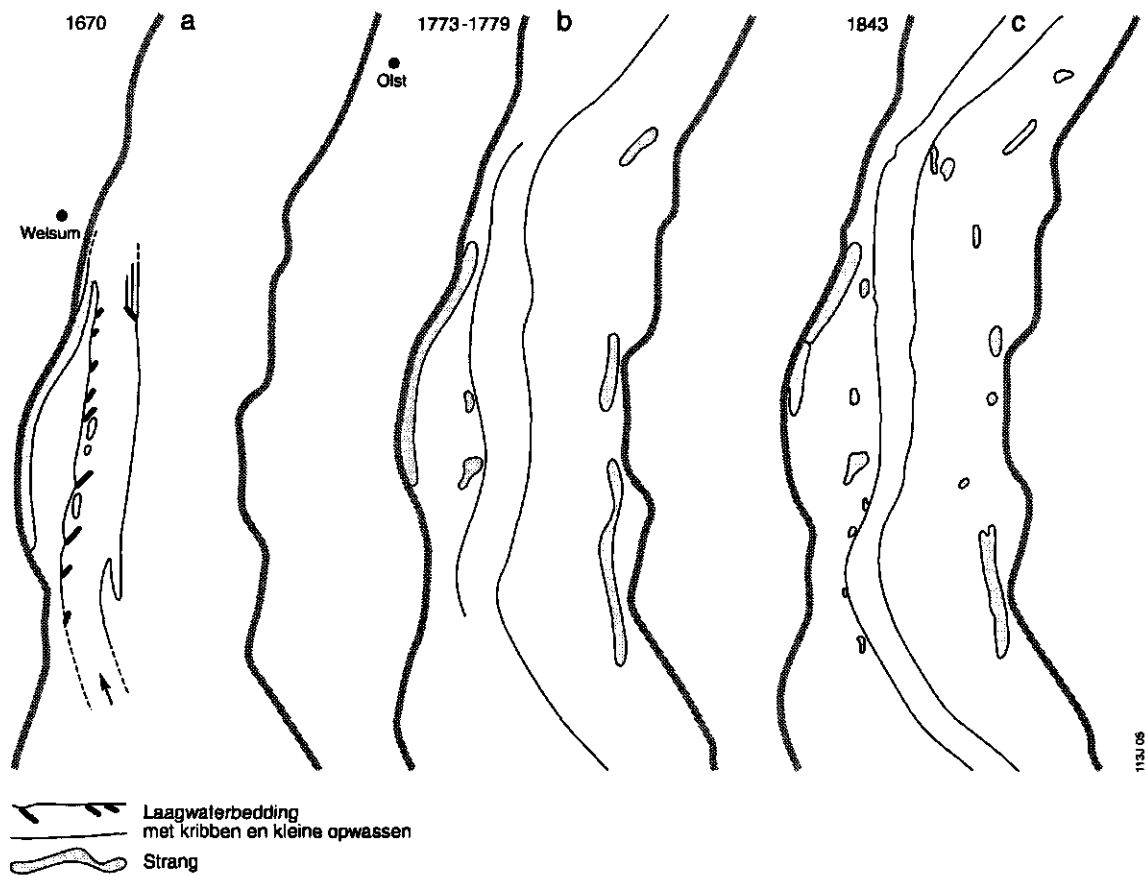 1670
a
1773-1779
b
1843
c
Olst
Welsum
Laagwaterbedding
met kribben en kleine opwassen
Strang
113J 05